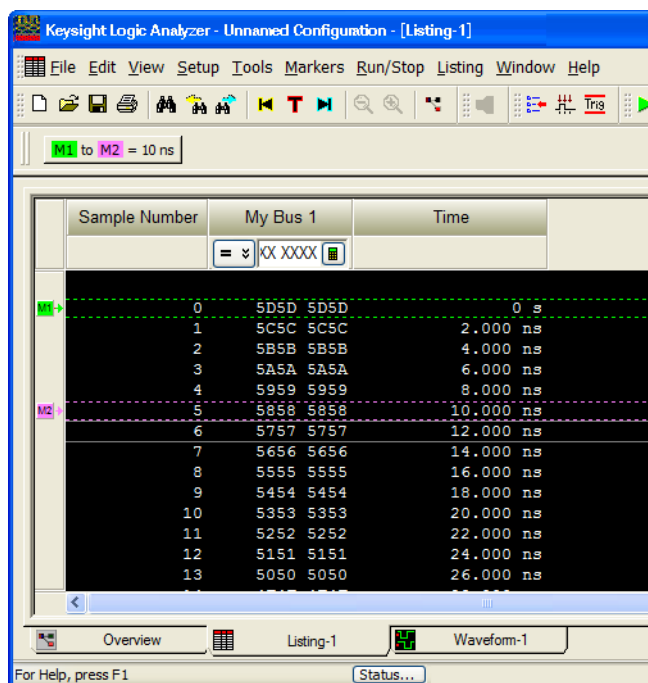 Keysight Logic Analyzer - Unnamed Configuration - [Listing-1]
File Edit View Setup Tools Markers Run/Stop Listing Window Help
T Trig
M1 to M2 = 10 ns
Sample Number My Bus 1 Time
= XX XXXX
M1 0 5D5D 5D5D 0 s
1 5C5C 5C5C 2.000 ns
2 5B5B 5B5B 4.000 ns
3 5A5A 5A5A 6.000 ns
4 5959 5959 8.000 ns
M2 5 5858 5858 10.000 ns
6 5757 5757 12.000 ns
7 5656 5656 14.000 ns
8 5555 5555 16.000 ns
9 5454 5454 18.000 ns
10 5353 5353 20.000 ns
11 5252 5252 22.000 ns
12 5151 5151 24.000 ns
13 5050 5050 26.000 ns
Overview Listing-1 Waveform-1
For Help, press F1 Status...